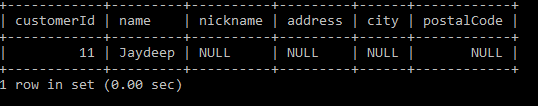 +------------+---------+----------+---------+------+------------+
| customerId | name    | nickname | address | city | postalCode |
+------------+---------+----------+---------+------+------------+
|         11 | Jaydeep | NULL     | NULL    | NULL |       NULL |
+------------+---------+----------+---------+------+------------+
1 row in set (0.00 sec)